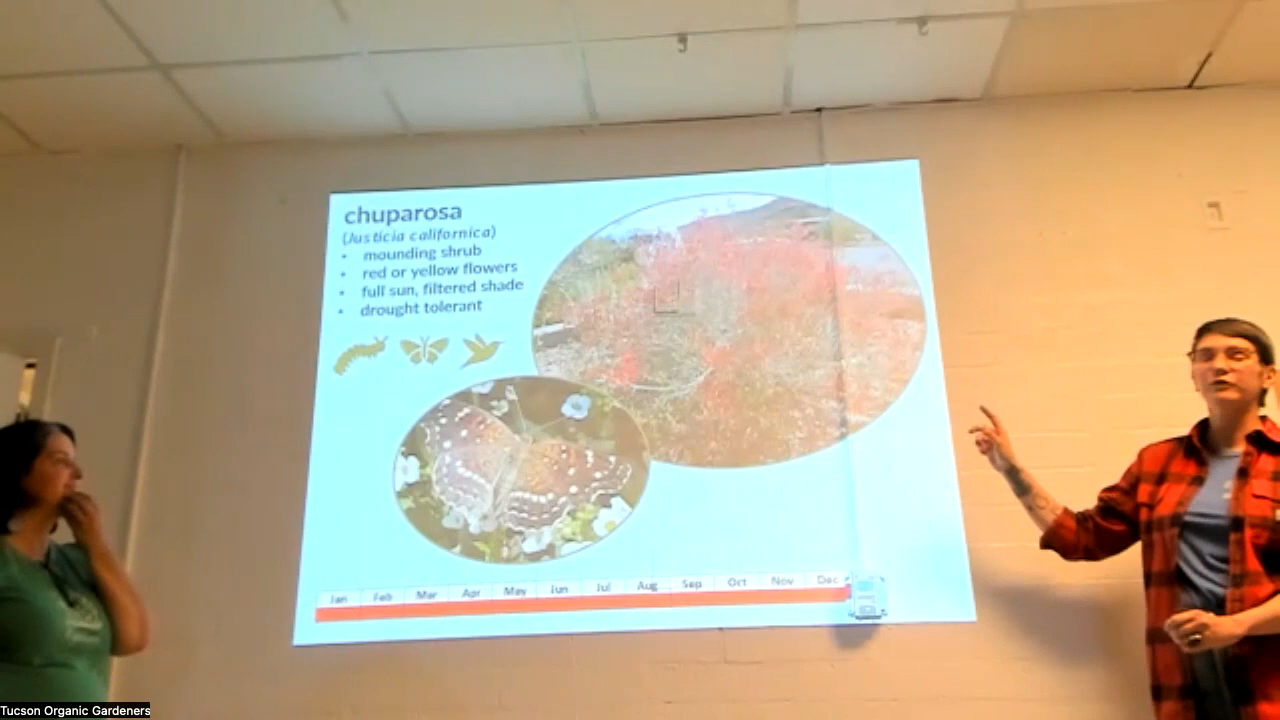 chuparosa
(Justicia californica)
• mounding shrub
• red or yellow flowers
• full sun, filtered shade
• drought tolerant
Jan Feb Mar Apr May Jun Jul Aug Sep Oct Nov Dec
Tucson Organic Gardeners